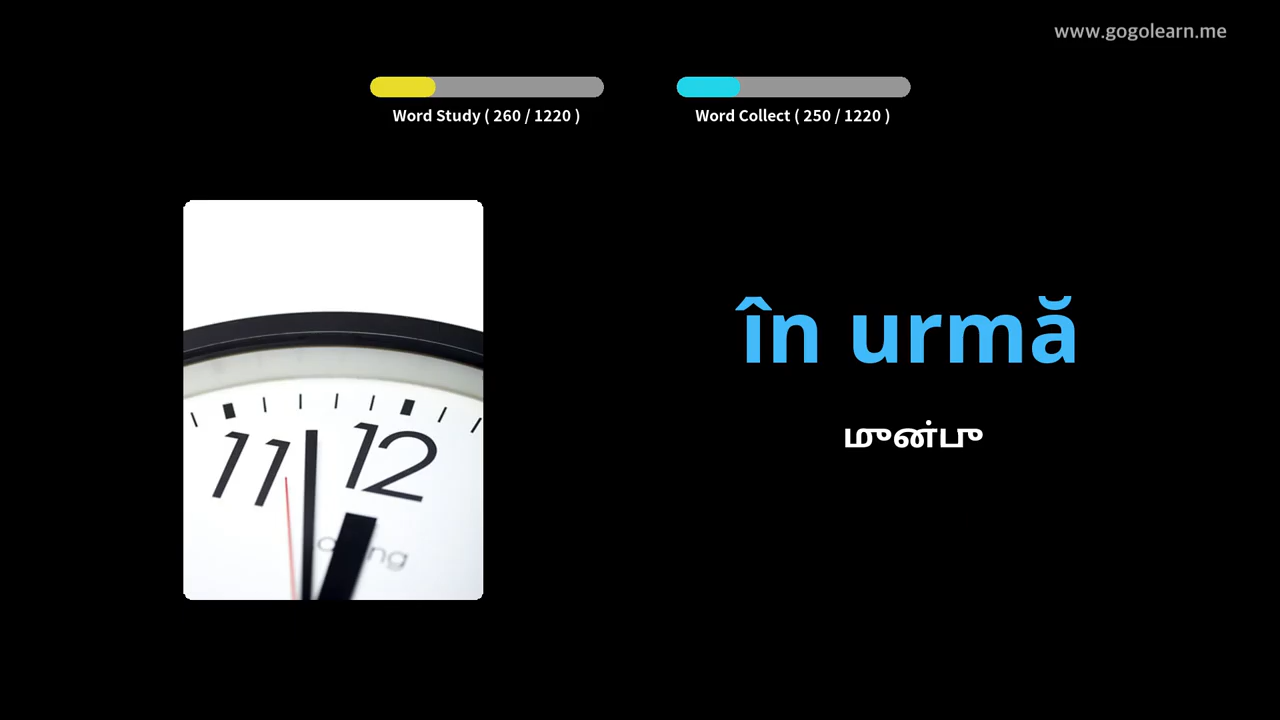 www.gogolearn.me
Word Study ( 260 / 1220 )
Word Collect ( 250 / 1220 )
11 12
în urmă
முன்பு